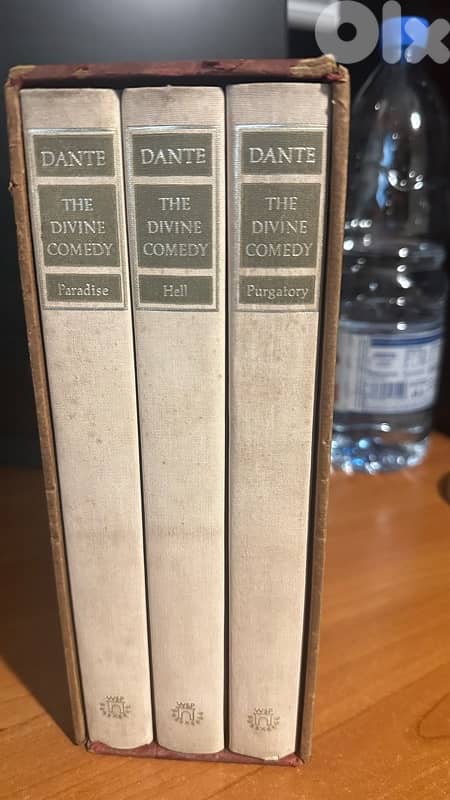 Olx
DANTE
THE
DIVINE
COMEDY
Paradise
W&P
DANTE
THE
DIVINE
COMEDY
Hell
W&P
DANTE
THE
DIVINE
COMEDY
Purgatory
W&P